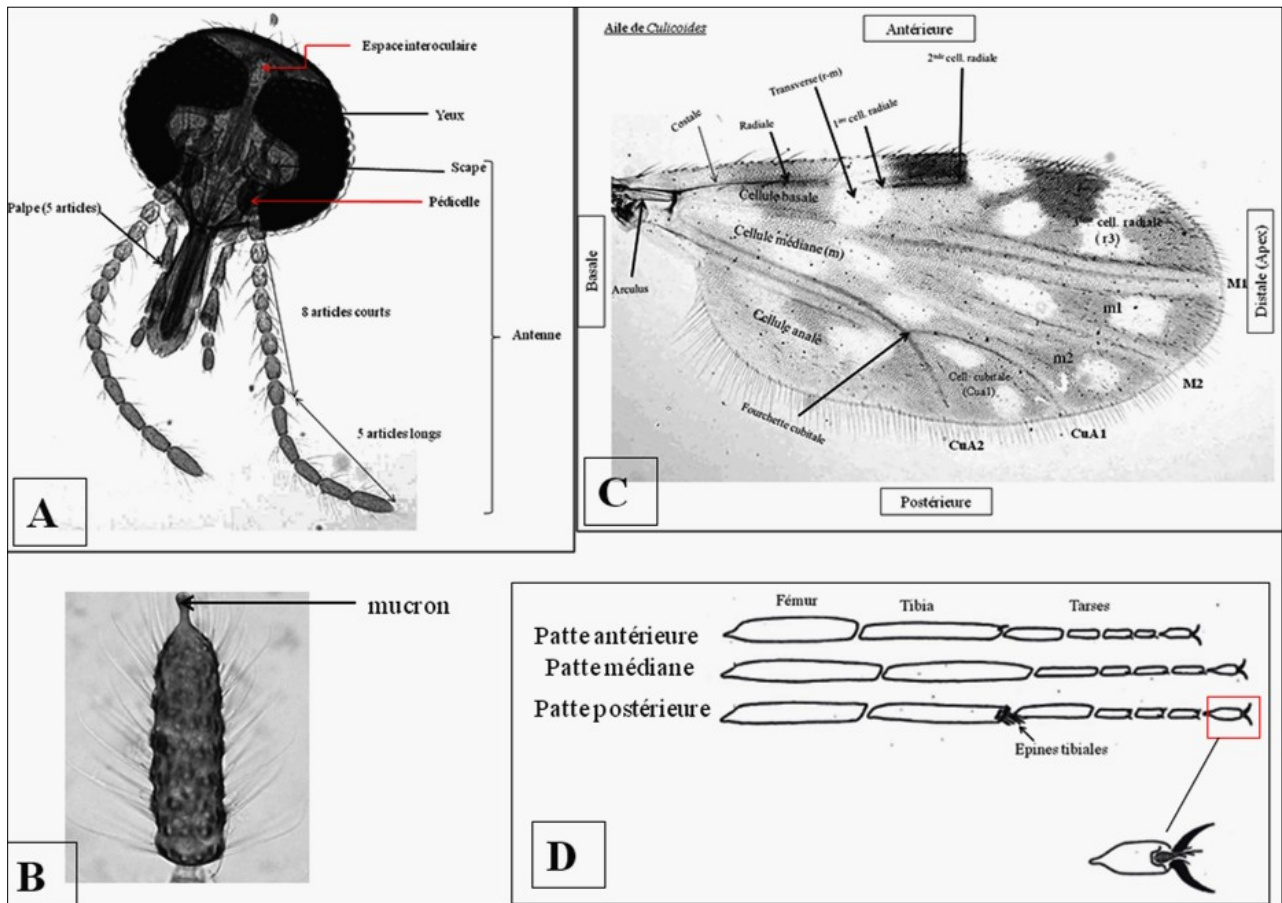 Espace interoculaire
Yeux
Scape
Pédicelle
Palpe (5 articles)
8 articles courts
Antenne
5 articles longs
A
Aile de Culicoides
Antérieure
2nde cell. radiale
Transverse (r-m)
1ère cell. radiale
Costale
Radiale
Cellule basale
cell. radiale
(r3)
Cellule médiane (m)
Basale
Arculus
Distale (Apex)
M1
m1
Cellule anale
m2
Cell. cubitale
(Cua1)
M2
Fourchette cubitale
CuA1
CuA2
C
Postérieure
mucron
B
Fémur
Tibia
Tarses
Patte antérieure
Patte médiane
Patte postérieure
Epines tibiales
D